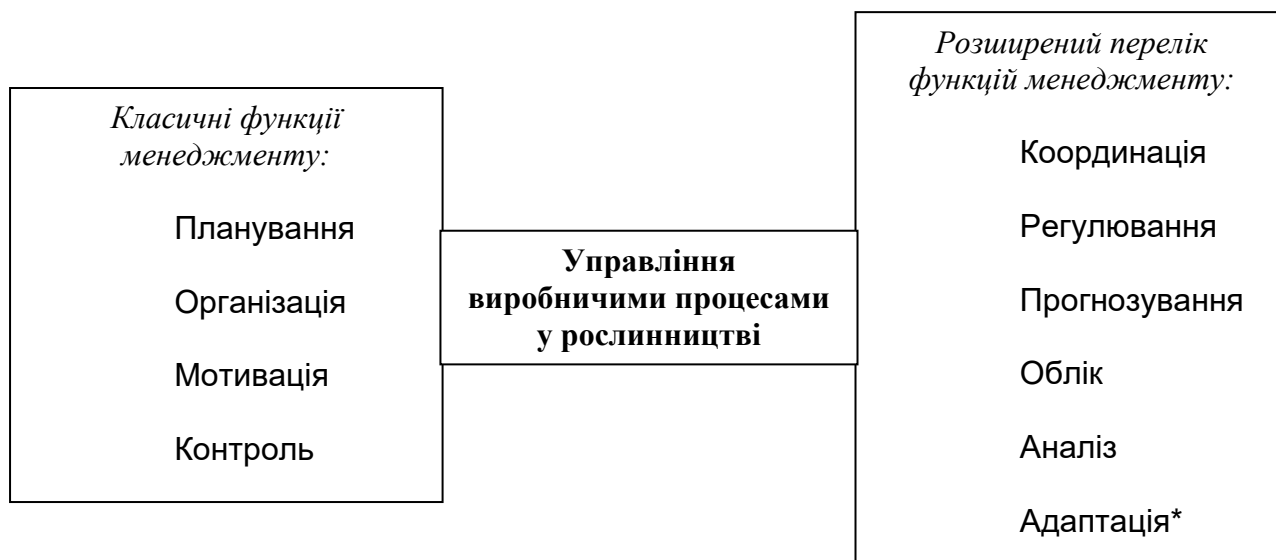 Класичні функції
менеджменту:
Планування
Організація
Мотивація
Контроль
Управління
виробничими процесами
у рослинництві
Розширений перелік
функцій менеджменту:
Координація
Регулювання
Прогнозування
Облік
Аналіз
Адаптація*